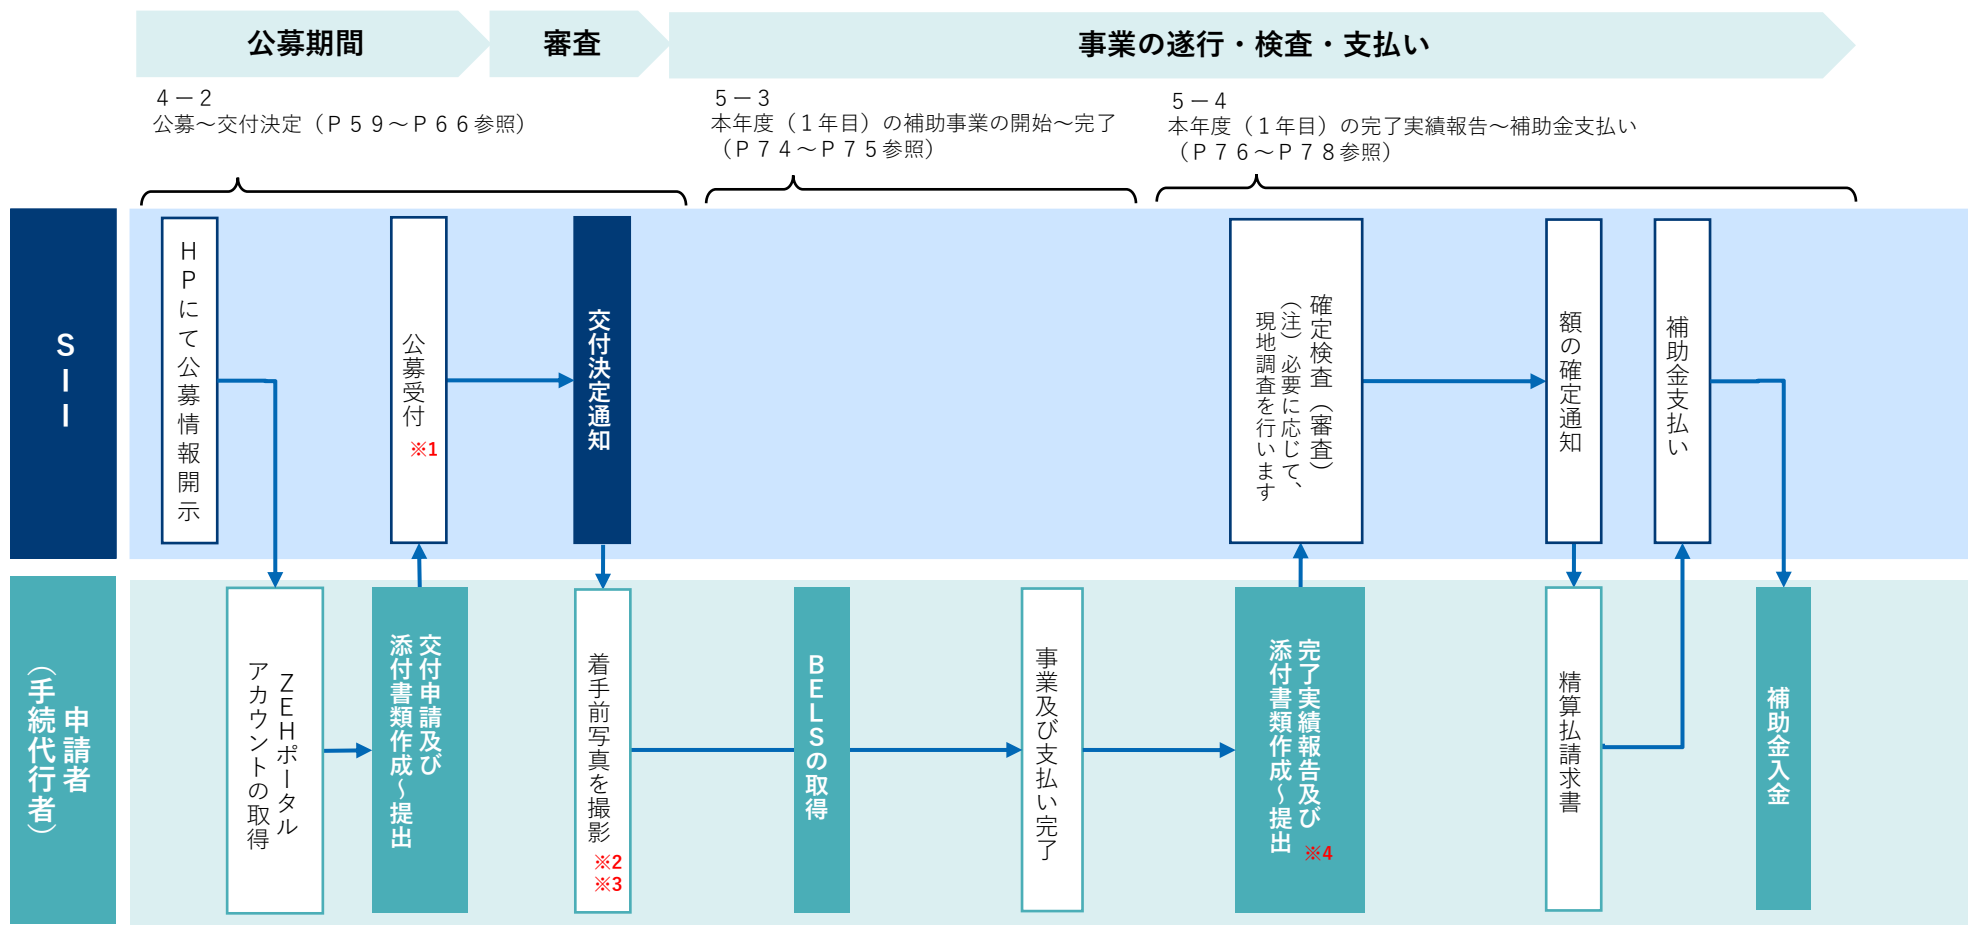 公募期間
審査
事業の遂行・検査・支払い
４－２
公募～交付決定（Ｐ５９～Ｐ６６参照）
５－３
本年度（１年目）の補助事業の開始～完了
（Ｐ７４～Ｐ７５参照）
５－４
本年度（１年目）の完了実績報告～補助金支払い
（Ｐ７６～Ｐ７８参照）
ＳＩＩ
ＨＰにて公募情報開示
公募受付
※1
交付決定通知
確定検査（審査）
（注）必要に応じて、
現地調査を行います
額の確定通知
補助金支払い
申請者
（手続代行者）
ＺＥＨポータル
アカウントの取得
交付申請及び
添付書類作成～提出
着手前写真を撮影
※2
※3
ＢＥＬＳの取得
事業及び支払い完了
完了実績報告及び
添付書類作成～提出
※4
精算払請求書
補助金入金